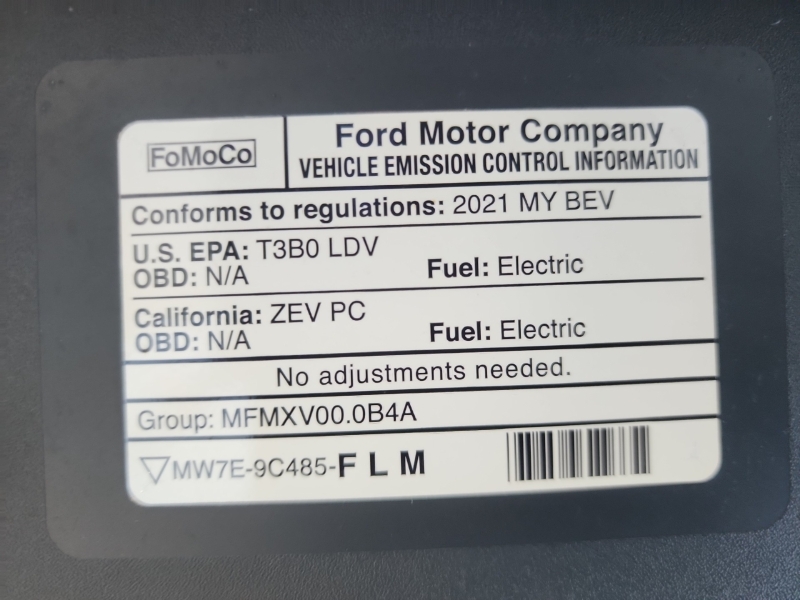 FoMoCo
Ford Motor Company
VEHICLE EMISSION CONTROL INFORMATION
Conforms to regulations: 2021 MY BEV
U.S. EPA: T3B0 LDV
OBD: N/A Fuel: Electric
California: ZEV PC
OBD: N/A Fuel: Electric
No adjustments needed.
Group: MFMXV00.0B4A
▽MW7E-9C485-F L M